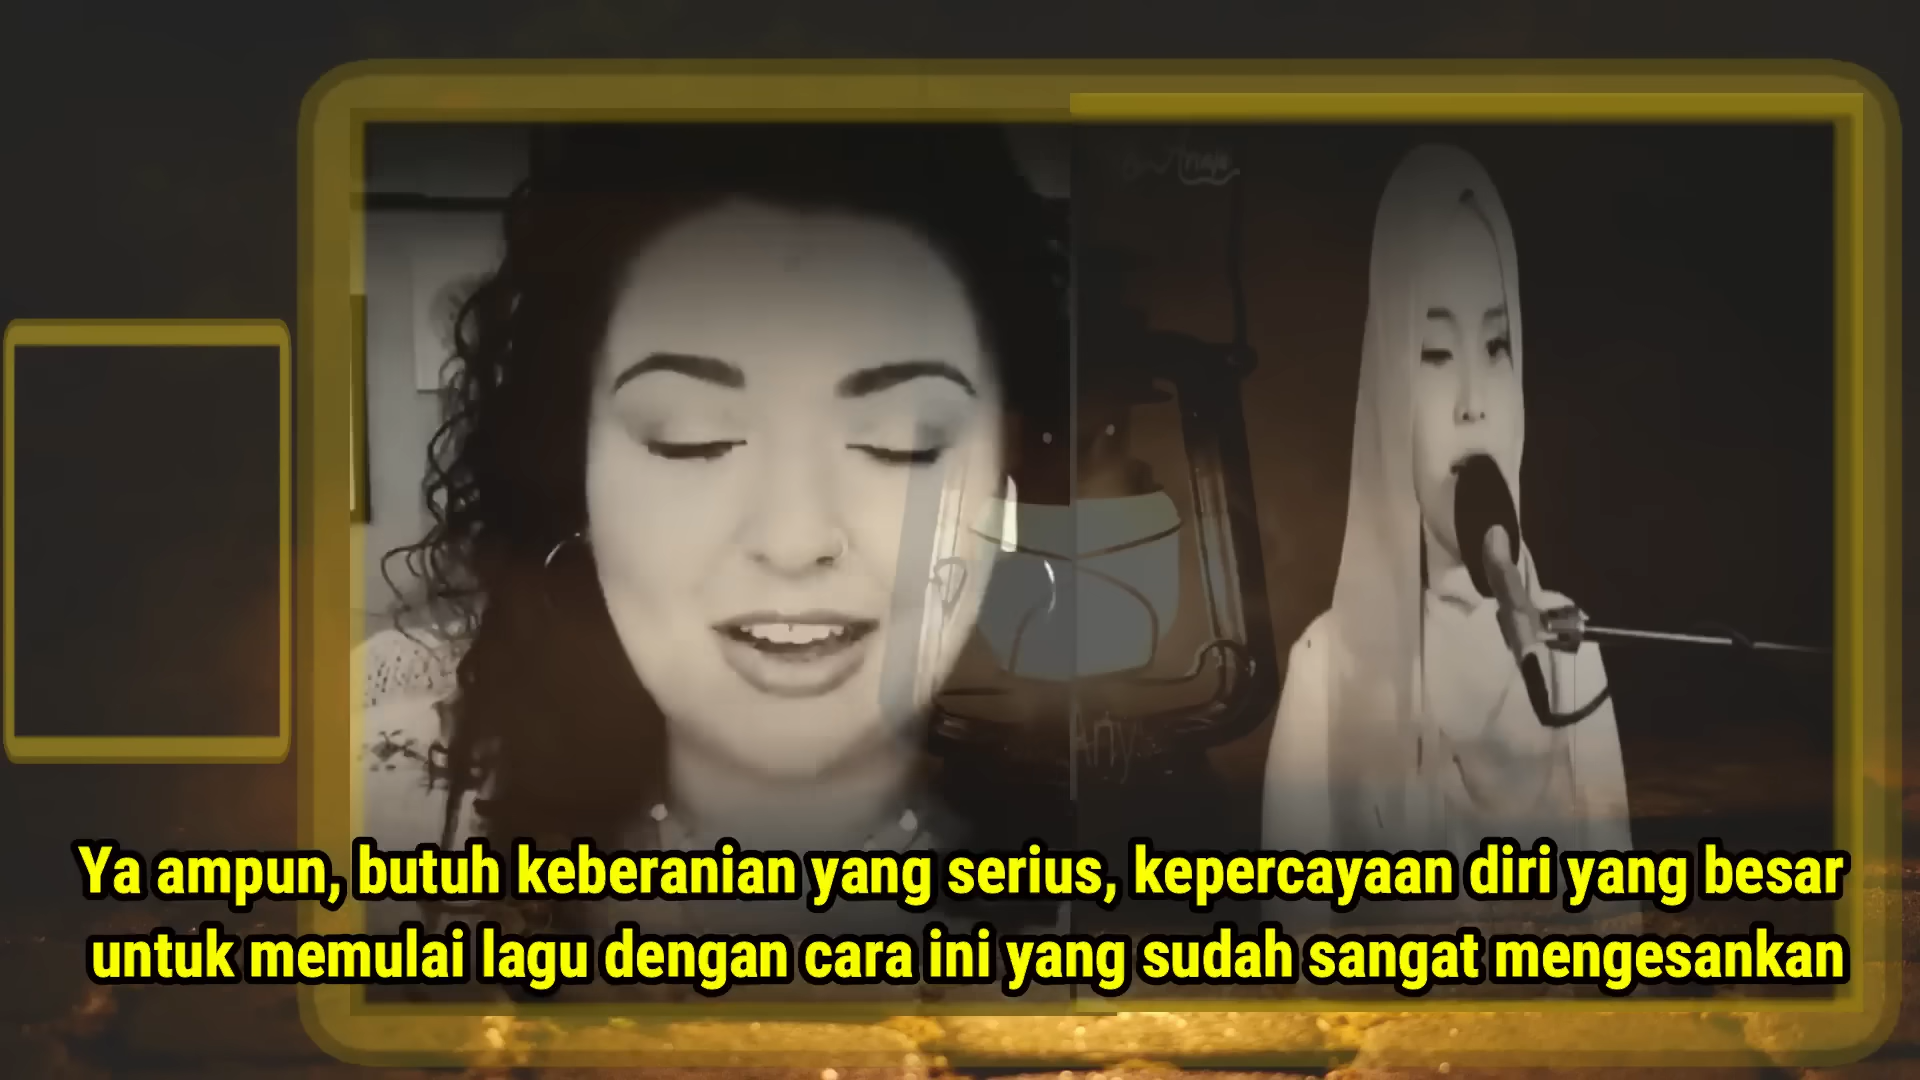 Ya ampun, butuh keberanian yang serius, kepercayaan diri yang besar
untuk memulai lagu dengan cara ini yang sudah sangat mengesankan